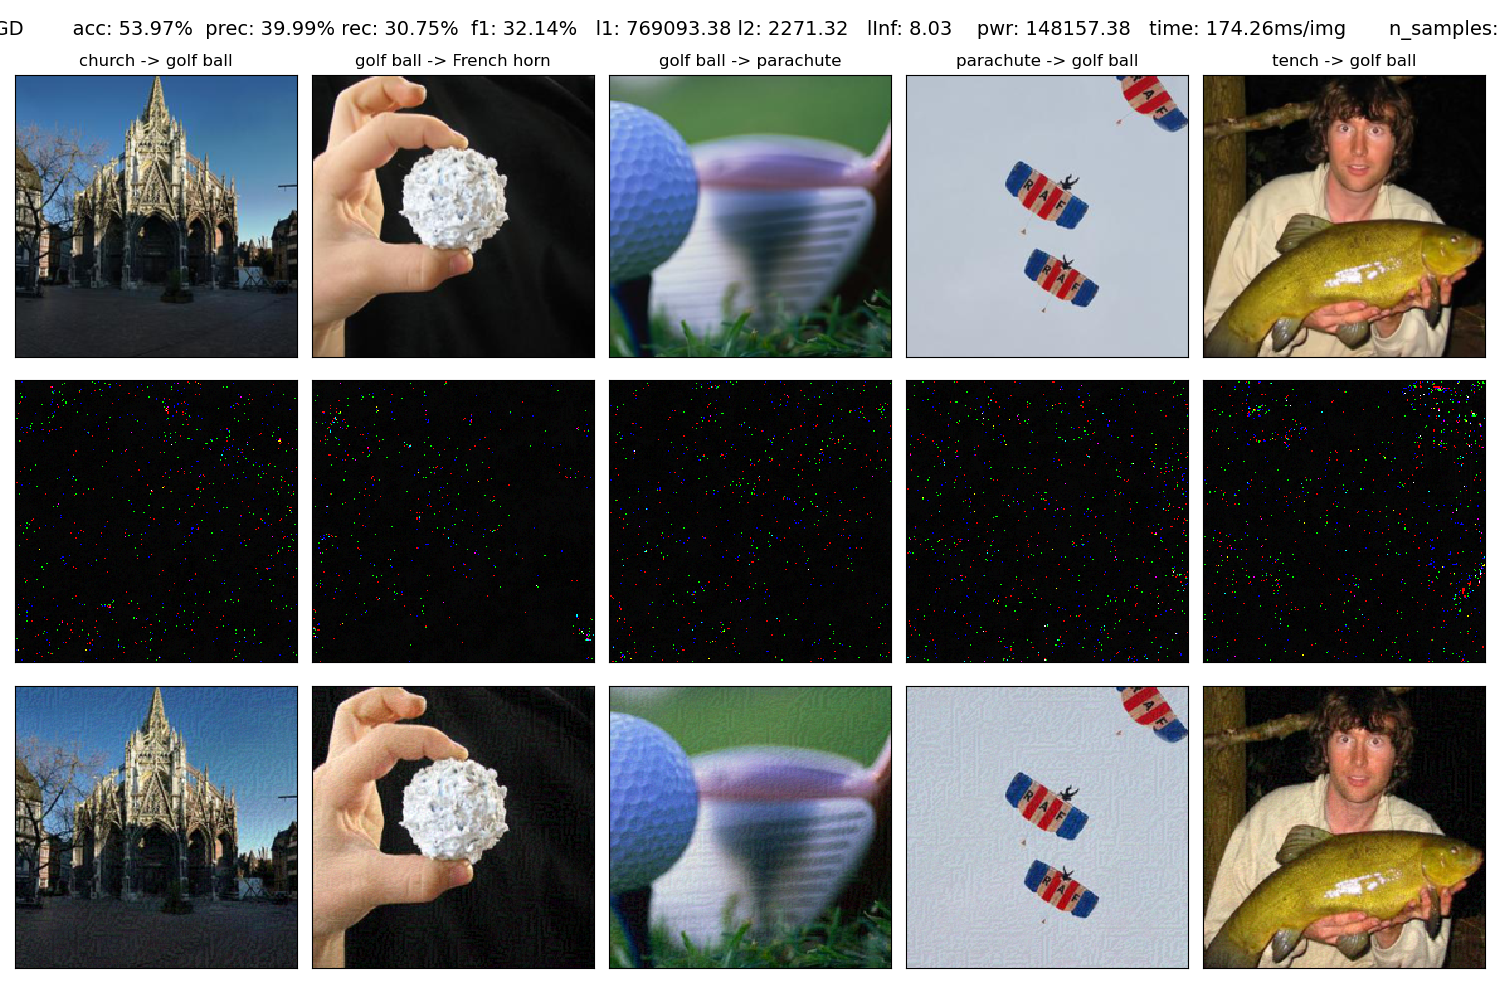 GD acc: 53.97% prec: 39.99% rec: 30.75% f1: 32.14% l1: 769093.38 l2: 2271.32 lInf: 8.03 pwr: 148157.38 time: 174.26ms/img n_samples:
church -> golf ball
golf ball -> French horn
golf ball -> parachute
parachute -> golf ball
tench -> golf ball
A F
R A F
R A F
A F
R A F
R A F